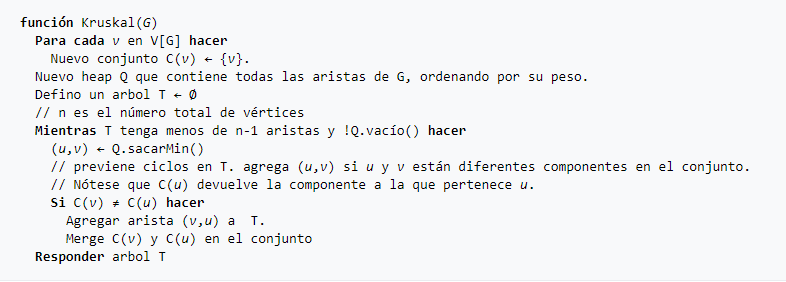 función Kruskal(G)
Para cada v en V[G] hacer
Nuevo conjunto C(v) ← {v}.
Nuevo heap Q que contiene todas las aristas de G, ordenando por su peso.
Defino un arbol T ← Ø
// n es el número total de vértices
Mientras T tenga menos de n-1 aristas y !Q.vacío() hacer
(u,v) ← Q.sacarMin()
// previene ciclos en T. agrega (u,v) si u y v están diferentes componentes en el conjunto.
// Nótese que C(u) devuelve la componente a la que pertenece u.
Si C(v) ≠ C(u) hacer
Agregar arista (v,u) a T.
Merge C(v) y C(u) en el conjunto
Responder arbol T